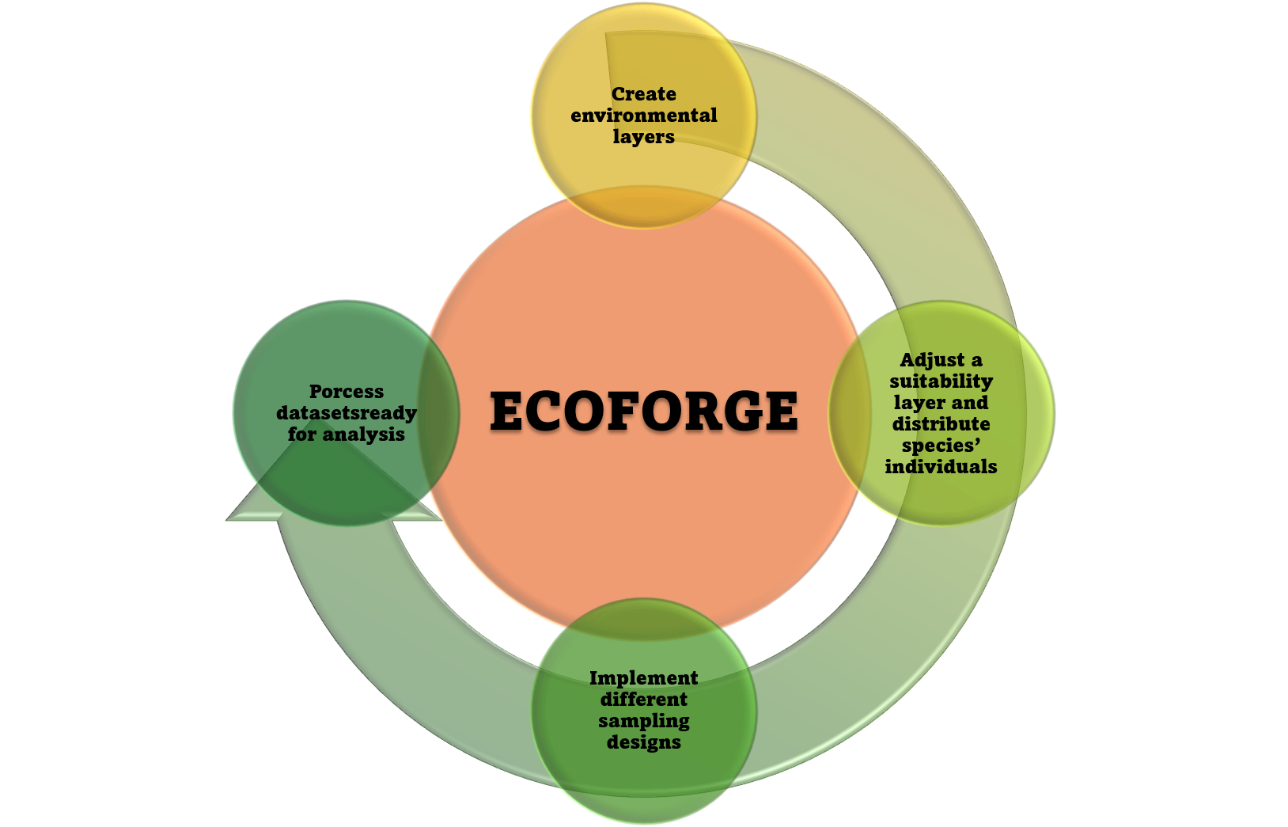 Create
environmental
layers
Adjust a
suitability
layer and
distribute
species’
individuals
ECOFORGE
Porcess
datasetsready
for analysis
Implement
different
sampling
designs